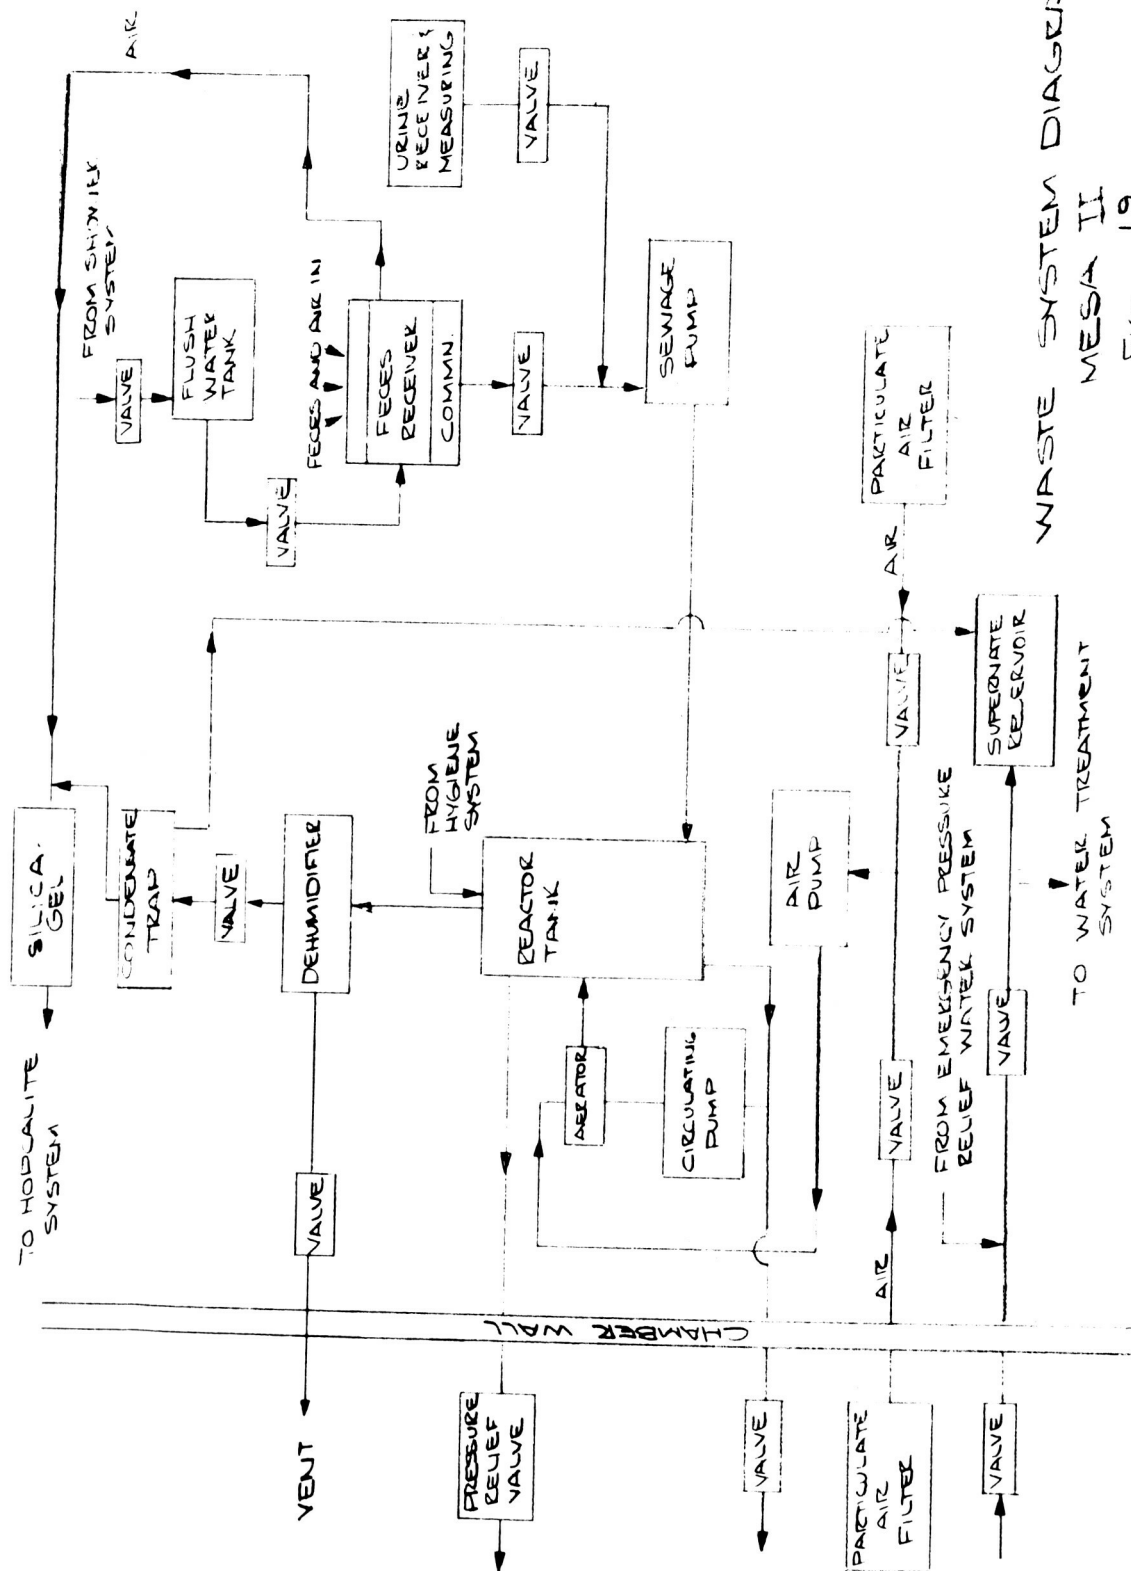 AIR
FROM SHOWER
SYSTEM
VALVE
FLUSH
WATER
TANK
VALVE
FECES AND AIR IN
FECES
RECEIVER
COMMN.
VALVE
URINE
RECEIVER &
MEASURING
VALVE
SEWAGE
PUMP
PARTICULATE
AIR
FILTER
AIR
VALVE
SUPERNATE
RESERVOIR
TO WATER TREATMENT
SYSTEM
SILICA-
GEL
TO HOPCALITE
SYSTEM
CONDENSATE
TRAP
VALVE
DEHUMIDIFIER
VALVE
VENT
FROM
HYGIENE
SYSTEM
REACTOR
TANK
AERATOR
CIRCULATING
PUMP
AIR
PUMP
VALVE
FROM EMERGENCY PRESSURE
RELIEF WATER SYSTEM
VALVE
AIR
CHAMBER WALL
PRESSURE
RELIEF
VALVE
VALVE
PARTICULATE
AIR
FILTER
VALVE
WASTE SYSTEM DIAGRA
MESA II
19